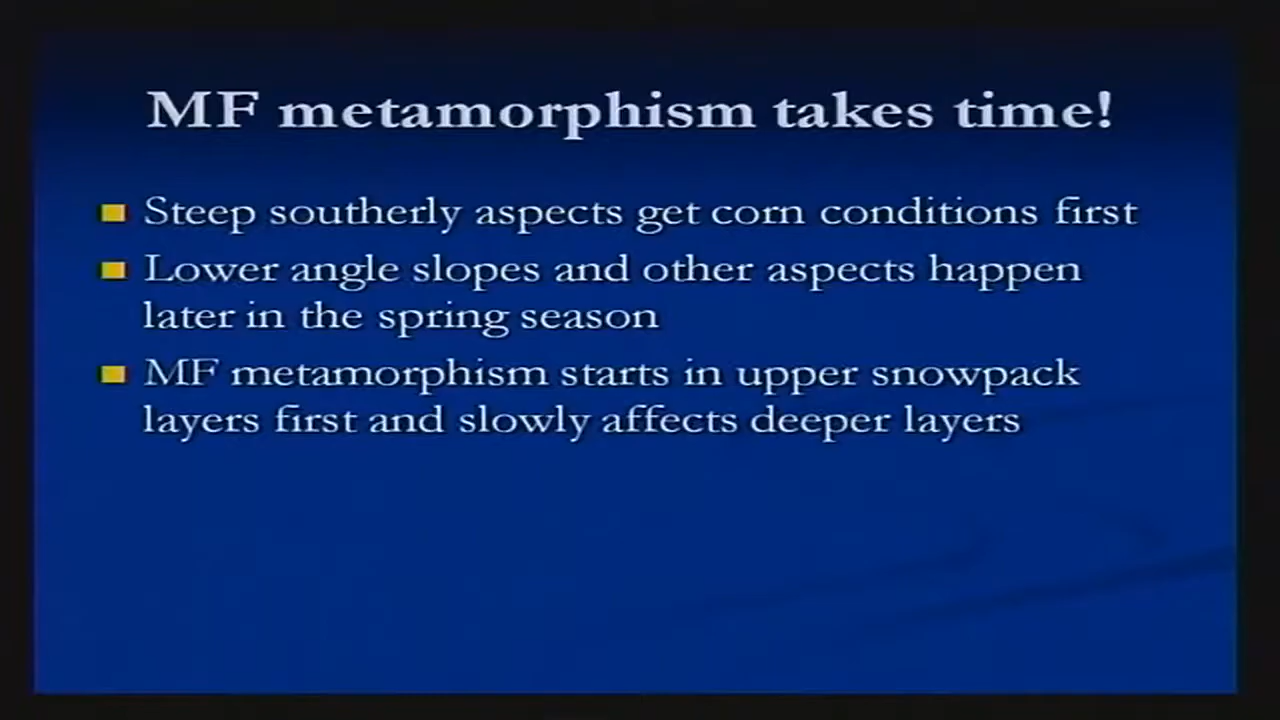 MF metamorphism takes time!
Steep southerly aspects get corn conditions first
Lower angle slopes and other aspects happen
later in the spring season
MF metamorphism starts in upper snowpack
layers first and slowly affects deeper layers